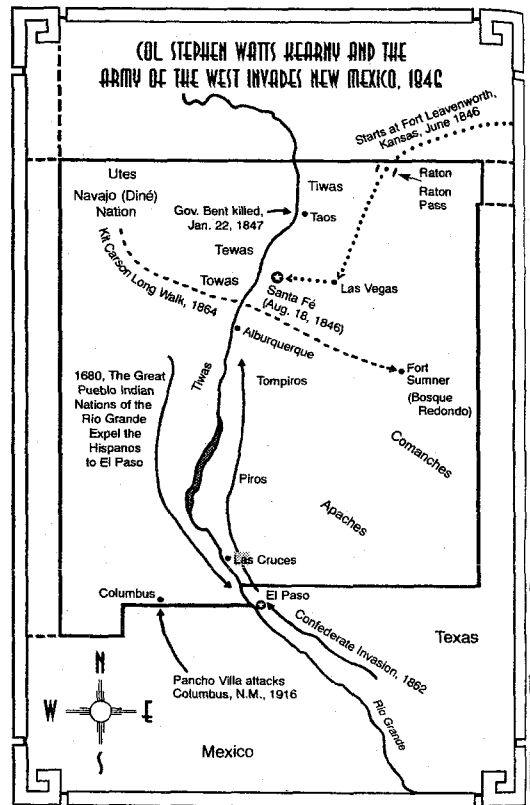 COL STEPHEN WATTS KEARNY AND THE
ARMY OF THE WEST INVADES NEW MEXICO, 1846
Starts at Fort Leavenworth,
Kansas, June 1846
Utes
Navajo (Diné)
Nation
Tiwas
Raton
Raton
Pass
Gov. Bent killed,
Jan. 22, 1847
Taos
Tewas
Kit Carson Long Walk, 1864
Towas
Santa Fé
(Aug. 18, 1846)
Las Vegas
Alburquerque
1680, The Great
Pueblo Indian
Nations of the
Rio Grande
Expel the
Hispanos
to El Paso
Tiwas
Tompiros
Fort
Sumner
(Bosque
Redondo)
Comanches
Piros
Apaches
Las Cruces
Columbus
El Paso
Confederate Invasion, 1862
Texas
Pancho Villa attacks
Columbus, N.M., 1916
Rio Grande
N
W
E
S
Mexico